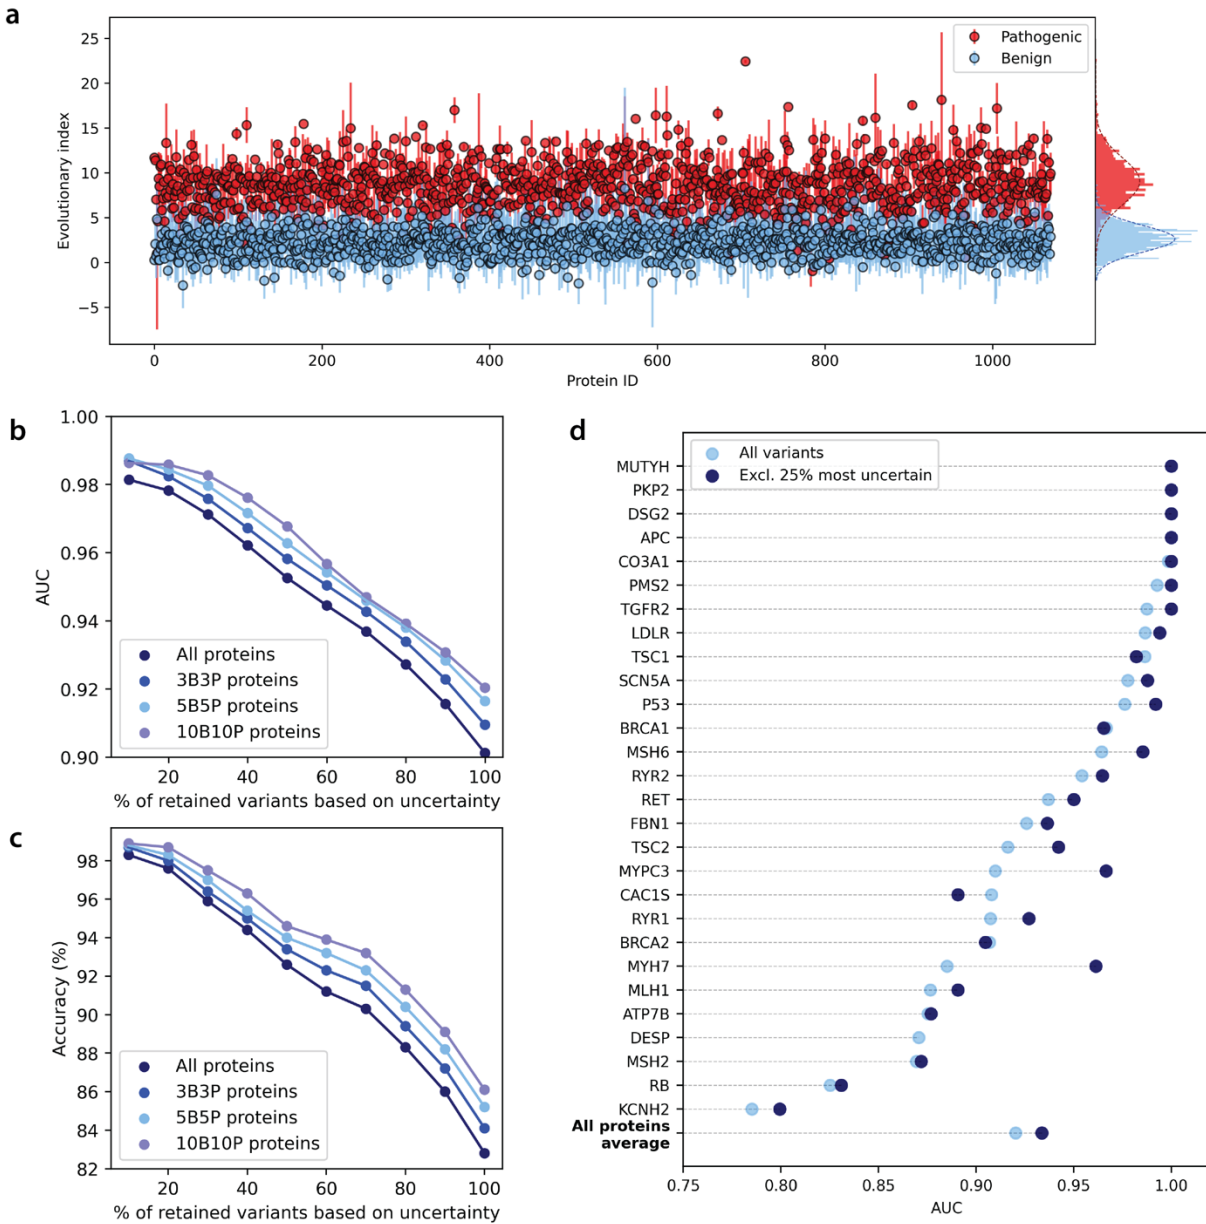 a
25
20
15
10
5
0
−5
Evolutionary index
Pathogenic
Benign
0
200
400
600
800
1000
Protein ID
b
1.00
0.98
0.96
0.94
0.92
0.90
AUC
All proteins
3B3P proteins
5B5P proteins
10B10P proteins
20
40
60
80
100
% of retained variants based on uncertainty
c
98
96
94
92
90
88
86
84
82
Accuracy (%)
All proteins
3B3P proteins
5B5P proteins
10B10P proteins
20
40
60
80
100
% of retained variants based on uncertainty
d
All variants
Excl. 25% most uncertain
MUTYH
PKP2
DSG2
APC
CO3A1
PMS2
TGFR2
LDLR
TSC1
SCN5A
P53
BRCA1
MSH6
RYR2
RET
FBN1
TSC2
MYPC3
CAC1S
RYR1
BRCA2
MYH7
MLH1
ATP7B
DESP
MSH2
RB
KCNH2
All proteins
average
0.75
0.80
0.85
0.90
0.95
1.00
AUC